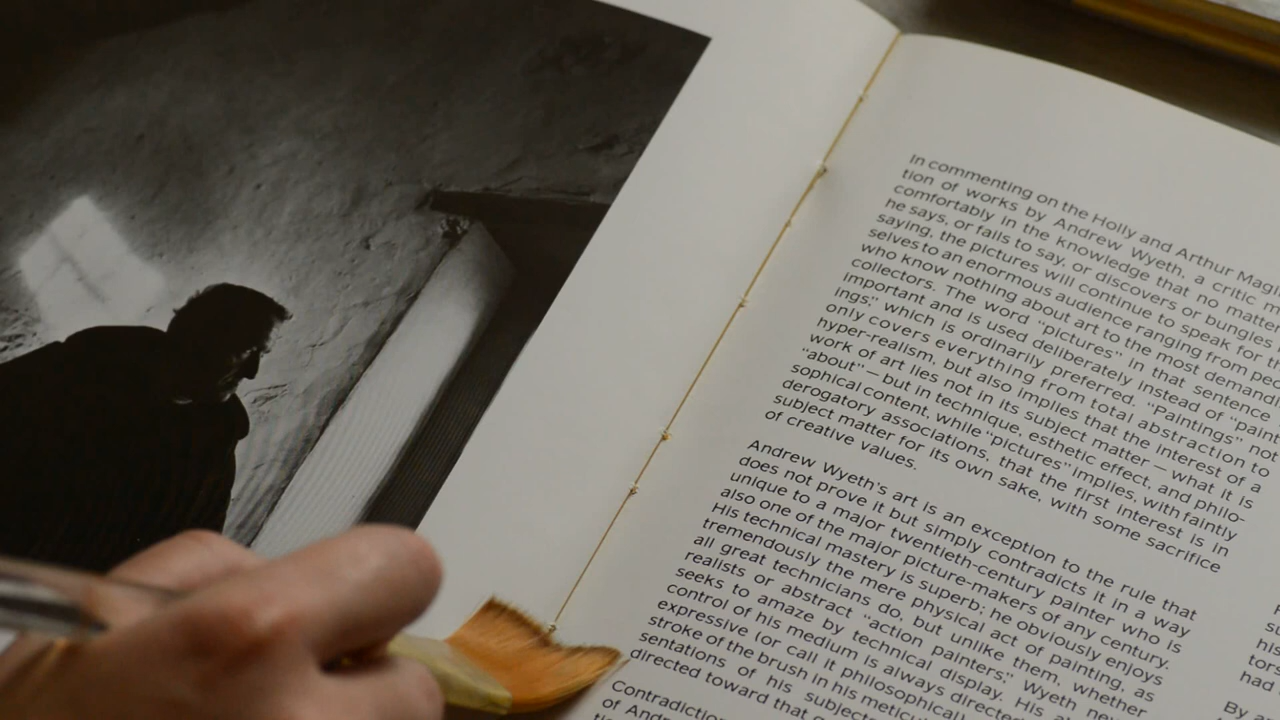 In commenting on the Holly and Arthur Magi
tion of works by Andrew Wyeth, a critic m
comfortably in the knowledge that no matte
he says, or fails to say, or discovers or bungles
saying, the pictures will continue to speak for th
selves to an enormous audience ranging from peo
who know nothing about art to the most demand
collectors. The word “pictures” in that sentence
important and is used deliberately instead of “paint
ings,” which is ordinarily preferred. “Paintings” not
only covers everything from total abstraction to
hyper-realism, but also implies that the interest of a
work of art lies not in its subject matter — what it is
“about” — but in technique, esthetic effect, and philo-
sophical content, while “pictures” implies, with faintly
derogatory associations, that the first interest is in
subject matter for its own sake, with some sacrifice
of creative values.
Andrew Wyeth's art is an exception to the rule that
does not prove it but simply contradicts it in a way
unique to a major twentieth-century painter who is
also one of the major picture-makers of any century.
His technical mastery is superb; he obviously enjoys
tremendously the mere physical act of painting, as
all great technicians do, but unlike them, whether
realists or abstract “action painters,” Wyeth nev
seeks to amaze by technical display. His a
control of his medium is always directed
expressive (or call it philosophical)
stroke of the brush in his meticu
sentations of his subject
directed toward that
Contradiction
of Andr
his
tor
had
By a